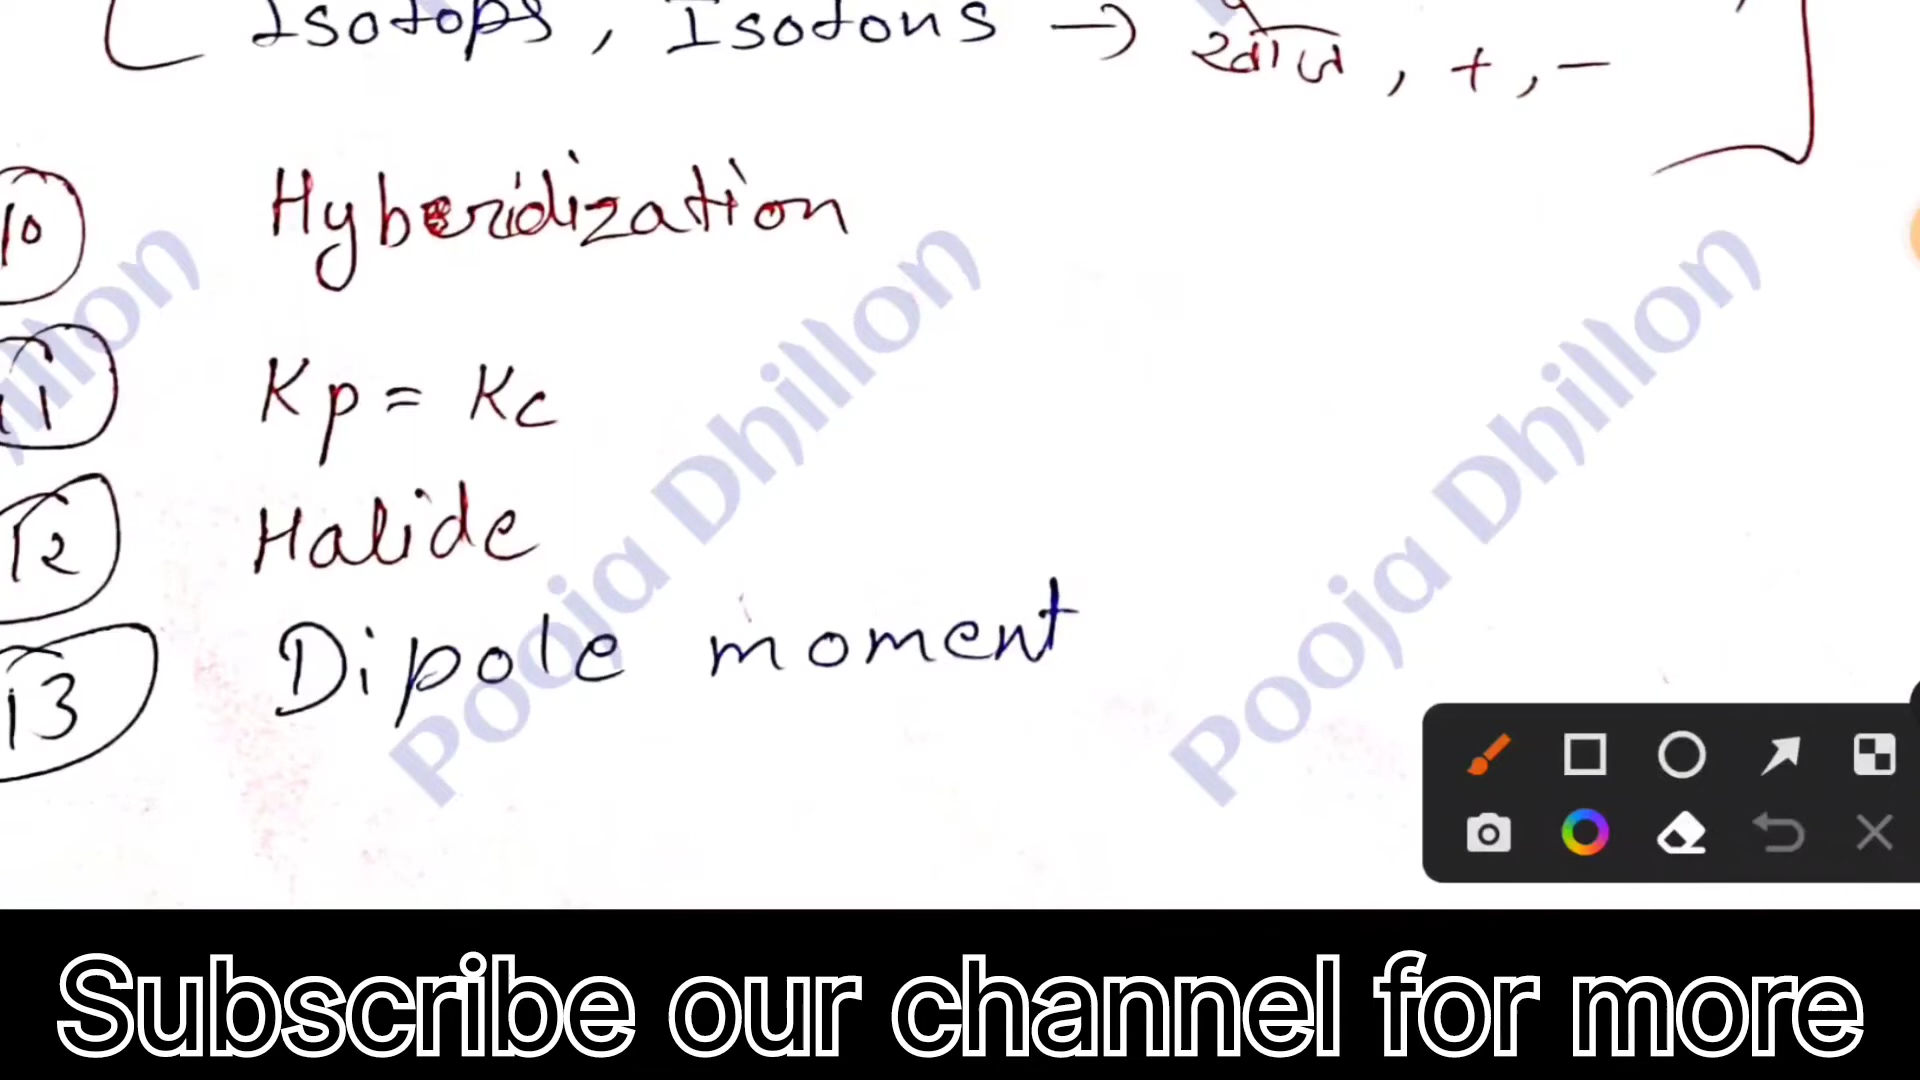 Isotops, Isotons → खोज, +, -
10 Hyberidization
11 Kp = Kc
12 Halide
13 Dipole moment
Pooja Dhillon
Pooja Dhillon
Subscribe our channel for more